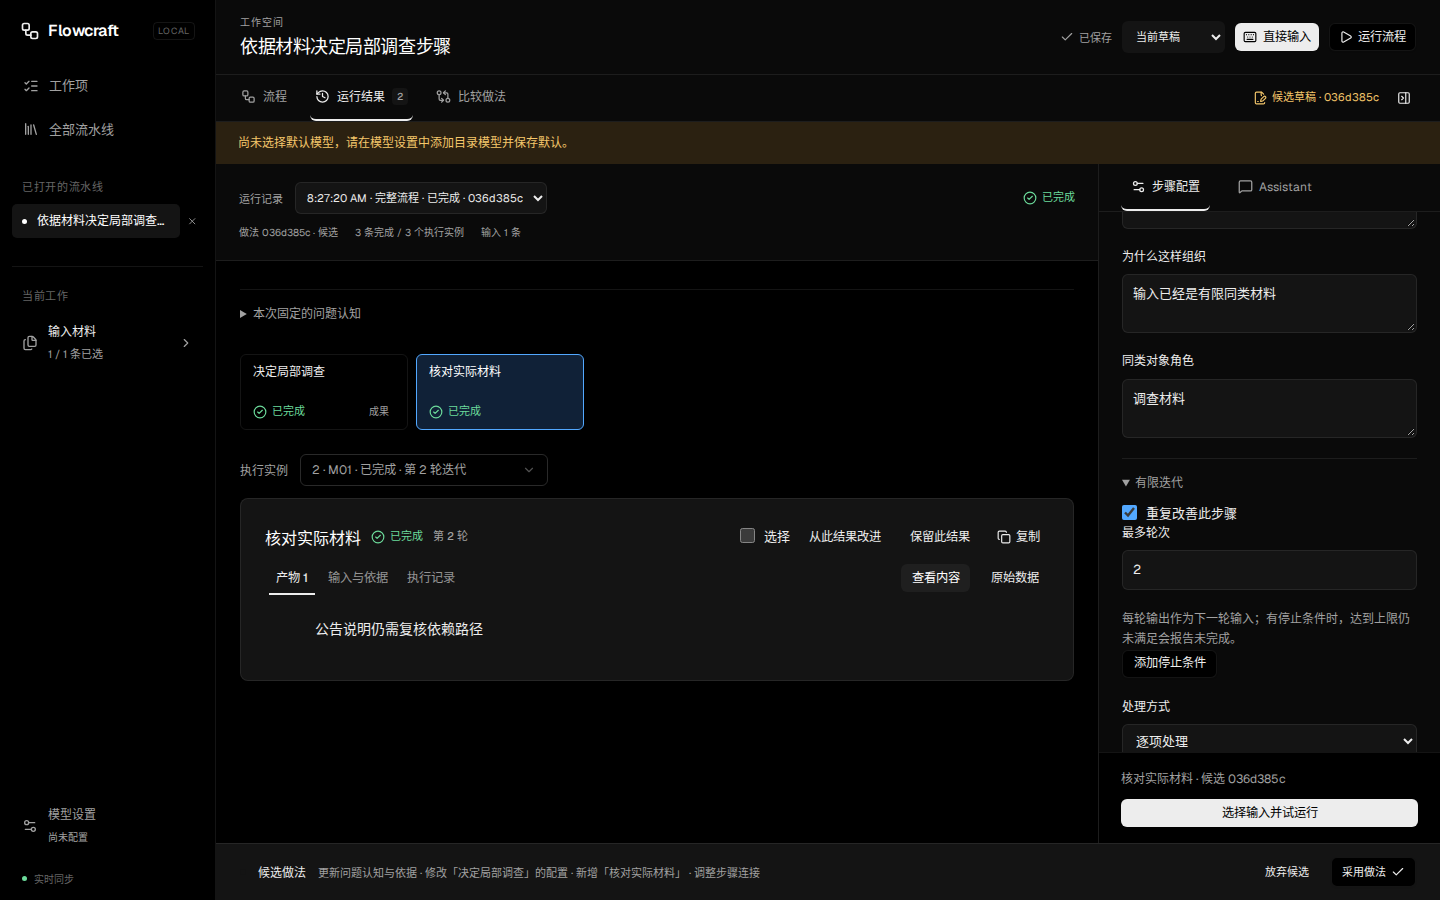 Flowcraft
LOCAL
工作项
全部流水线
已打开的流水线
依据材料决定局部调查...
当前工作
输入材料
1 / 1 条已选
模型设置
尚未配置
实时同步
工作空间
依据材料决定局部调查步骤
已保存
当前草稿
直接输入
运行流程
流程
运行结果 2
比较做法
候选草稿 · 036d385c
尚未选择默认模型，请在模型设置中添加目录模型并保存默认。
运行记录
8:27:20 AM · 完整流程 · 已完成 · 036d385c
已完成
做法 036d385c · 候选
3 条完成 / 3 个执行实例
输入 1 条
本次固定的问题认知
决定局部调查
已完成
成果
核对实际材料
已完成
执行实例
2 · M01 · 已完成 · 第 2 轮迭代
核对实际材料
已完成
第 2 轮
选择
从此结果改进
保留此结果
复制
产物 1
输入与依据
执行记录
查看内容
原始数据
公告说明仍需复核依赖路径
步骤配置
Assistant
为什么这样组织
输入已经是有限同类材料
同类对象角色
调查材料
有限迭代
重复改善此步骤
最多轮次
2
每轮输出作为下一轮输入；有停止条件时，达到上限仍
未满足会报告未完成。
添加停止条件
处理方式
逐项处理
核对实际材料 · 候选 036d385c
选择输入并试运行
候选做法
更新问题认知与依据 · 修改「决定局部调查」的配置 · 新增「核对实际材料」 · 调整步骤连接
放弃候选
采用做法